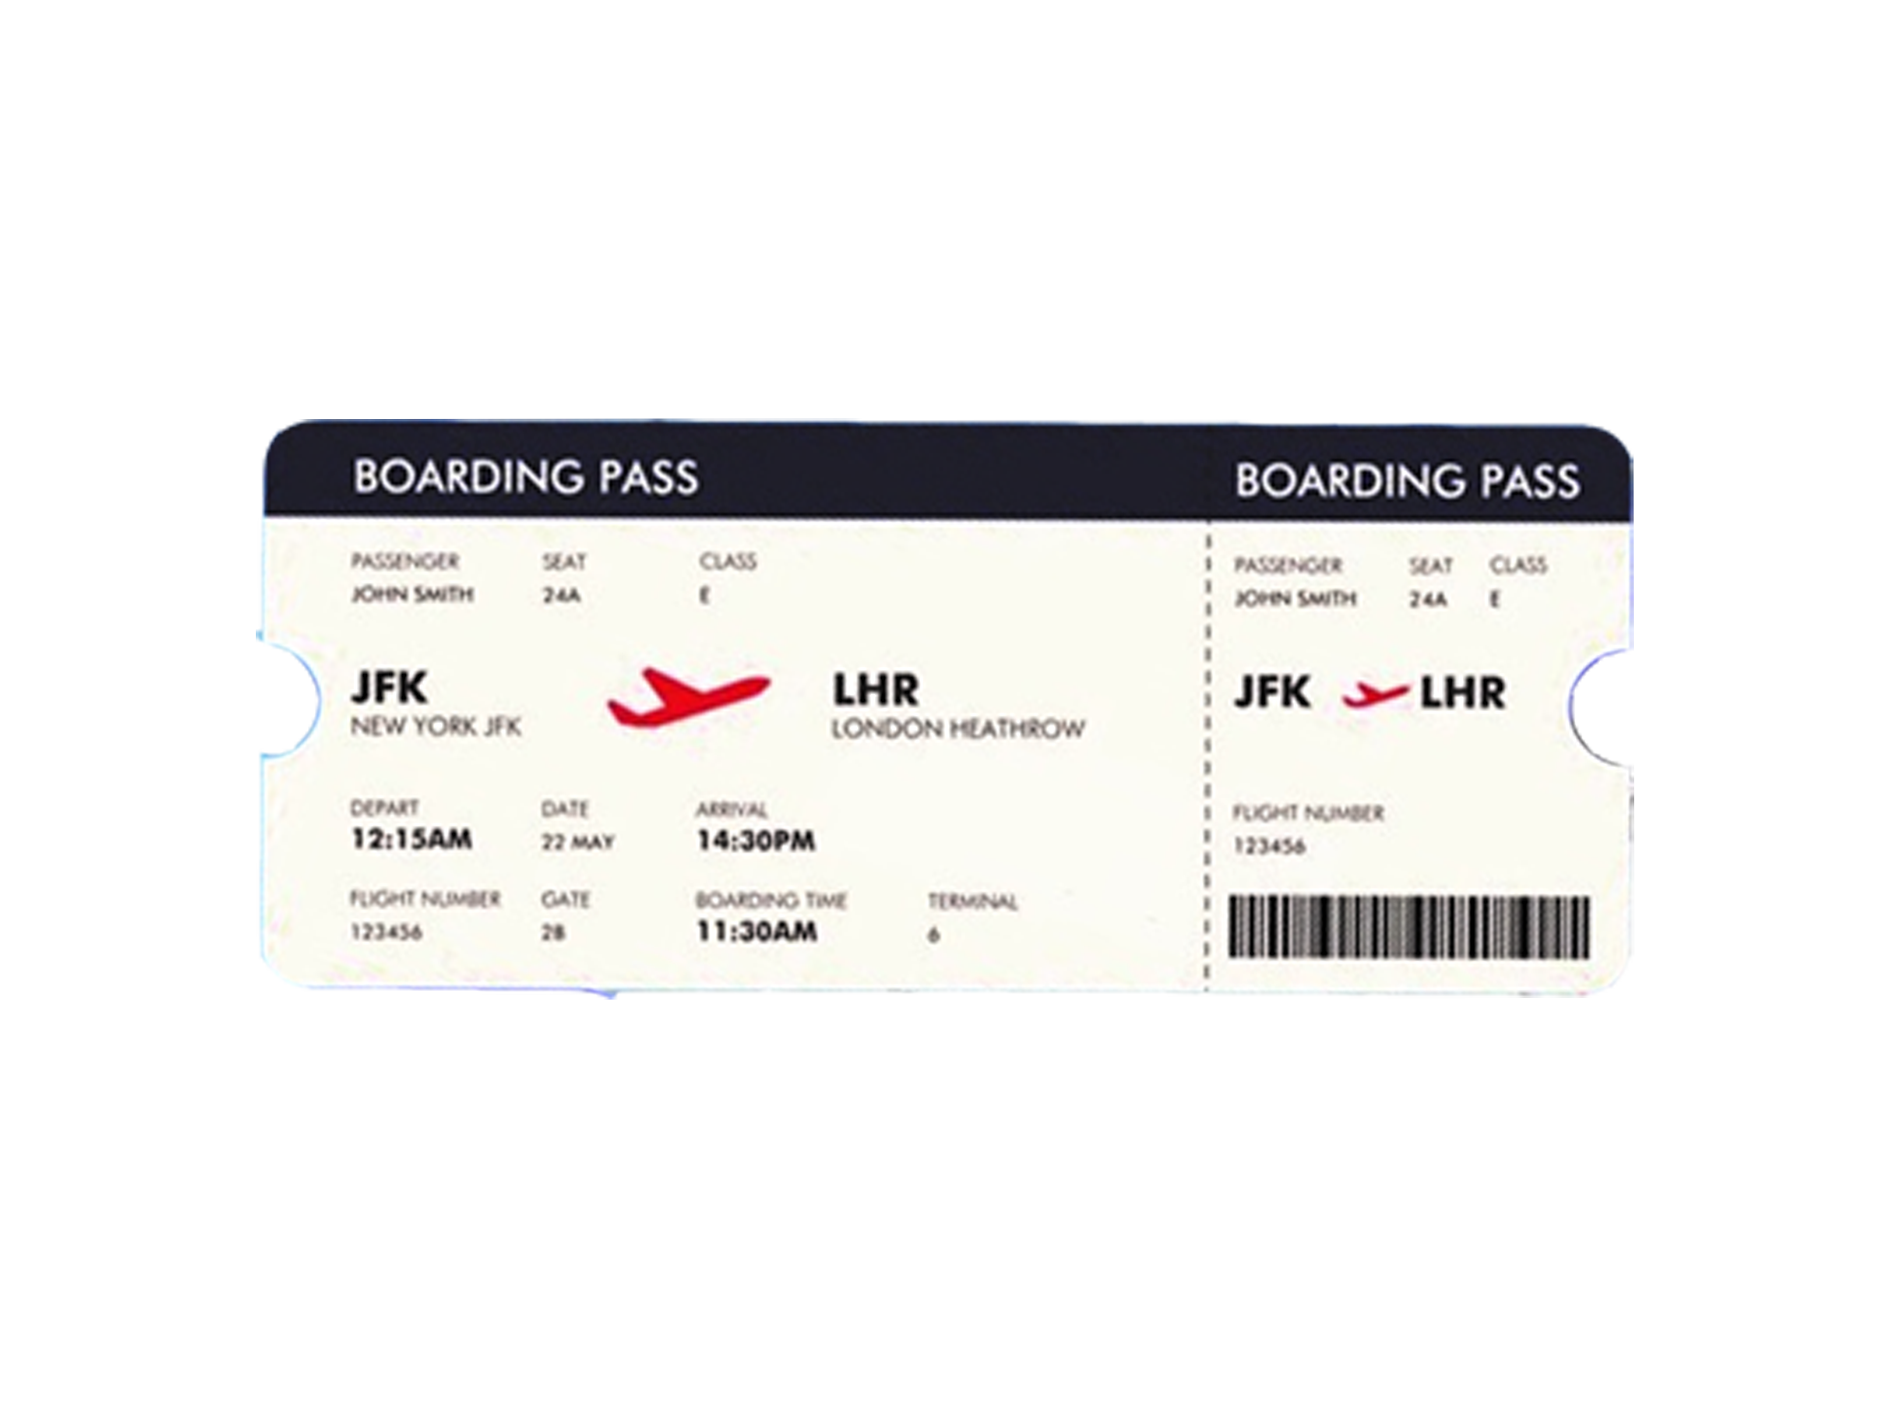 BOARDING PASS
PASSENGER SEAT CLASS
JOHN SMITH 24A E
JFK LHR
NEW YORK JFK LONDON HEATHROW
DEPART DATE ARRIVAL
12:15AM 22 MAY 14:30PM
FLIGHT NUMBER GATE BOARDING TIME TERMINAL
123456 2B 11:30AM 6
BOARDING PASS
PASSENGER SEAT CLASS
JOHN SMITH 24A E
JFK LHR
FLIGHT NUMBER
123456